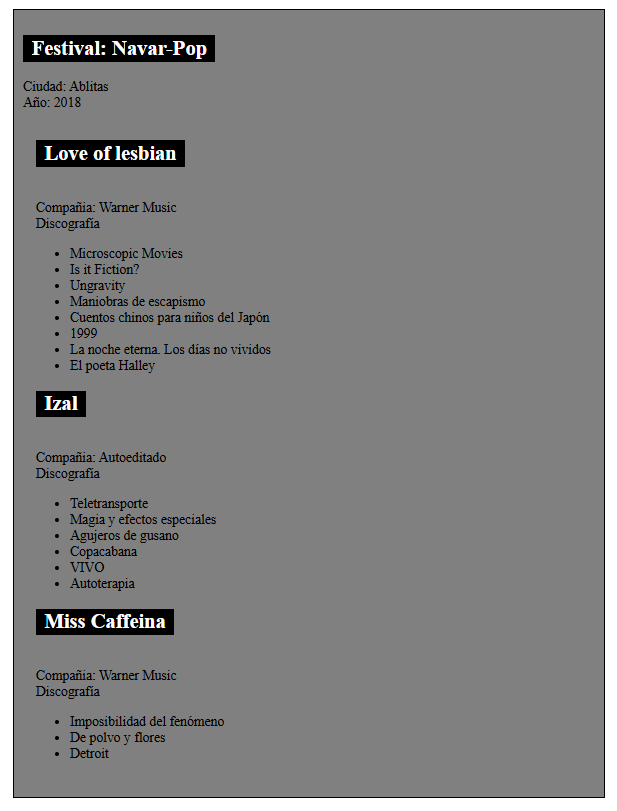 Festival: Navar-Pop
Ciudad: Ablitas
Año: 2018
Love of lesbian
Compañia: Warner Music
Discografía
Microscopic Movies
Is it Fiction?
Ungravity
Maniobras de escapismo
Cuentos chinos para niños del Japón
1999
La noche eterna. Los días no vividos
El poeta Halley
Izal
Compañia: Autoeditado
Discografía
Teletransporte
Magia y efectos especiales
Agujeros de gusano
Copacabana
VIVO
Autoterapia
Miss Caffeina
Compañia: Warner Music
Discografía
Imposibilidad del fenómeno
De polvo y flores
Detroit